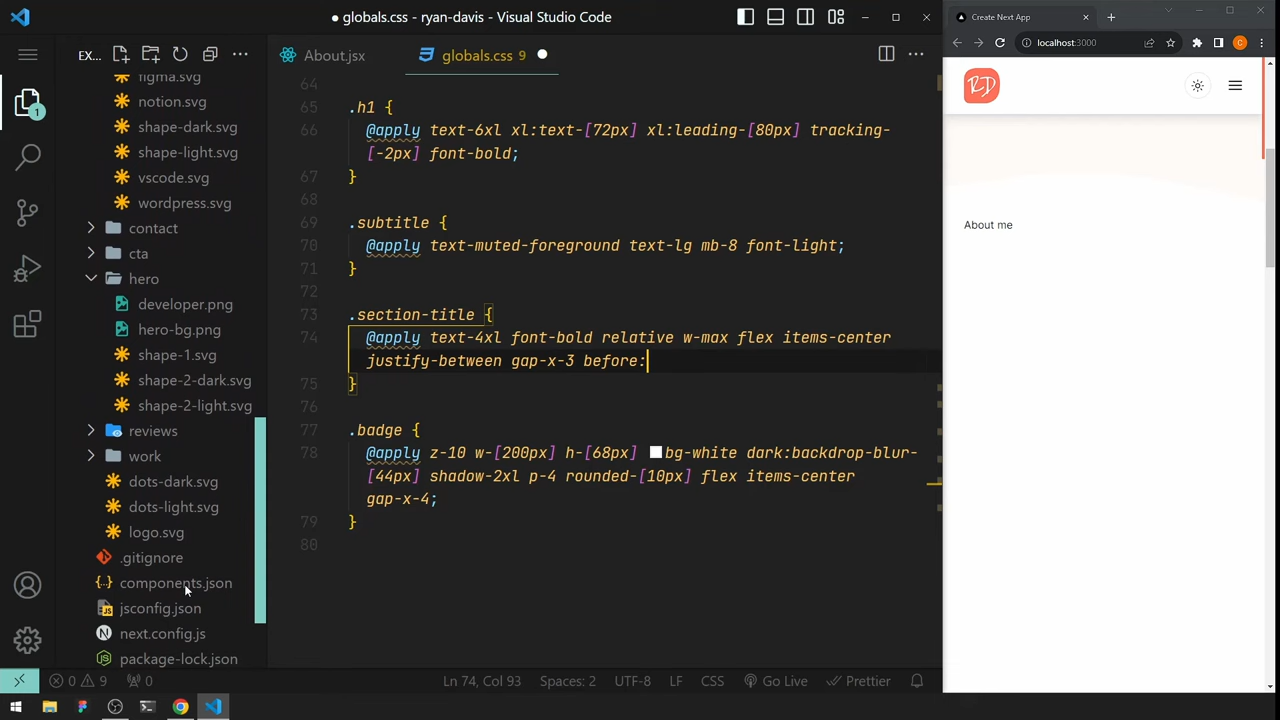 globals.css - ryan-davis - Visual Studio Code
EX...
About.jsx
globals.css 9
figma.svg
notion.svg
shape-dark.svg
shape-light.svg
vscode.svg
wordpress.svg
contact
cta
hero
developer.png
hero-bg.png
shape-1.svg
shape-2-dark.svg
shape-2-light.svg
reviews
work
dots-dark.svg
dots-light.svg
logo.svg
.gitignore
components.json
jsconfig.json
next.config.js
package-lock.json
1
64
65 .h1 {
66 @apply text-6xl xl:text-[72px] xl:leading-[80px] tracking-
[-2px] font-bold;
67 }
68
69 .subtitle {
70 @apply text-muted-foreground text-lg mb-8 font-light;
71 }
72
73 .section-title {
74 @apply text-4xl font-bold relative w-max flex items-center
justify-between gap-x-3 before:
75 }
76
77 .badge {
78 @apply z-10 w-[200px] h-[68px] bg-white dark:backdrop-blur-
[44px] shadow-2xl p-4 rounded-[10px] flex items-center
gap-x-4;
79 }
80
0 9 0
Ln 74, Col 93 Spaces: 2 UTF-8 LF CSS Go Live Prettier
Create Next App
localhost:3000
C
RD
About me